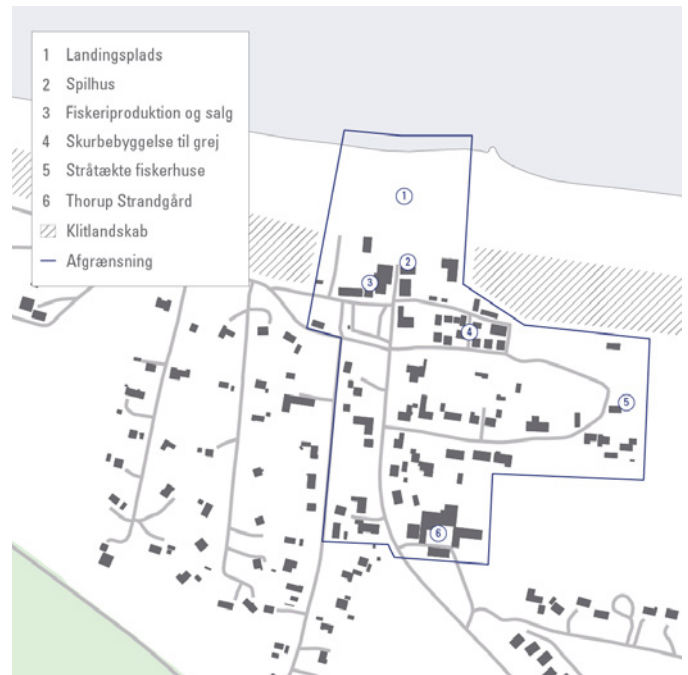 1 Landingsplads
2 Spilhus
3 Fiskeriproduktion og salg
4 Skurbebyggelse til grej
5 Stråtækte fiskerhuse
6 Thorup Strandgård
Klitlandskab
Afgrænsning
1
2
3
4
5
6